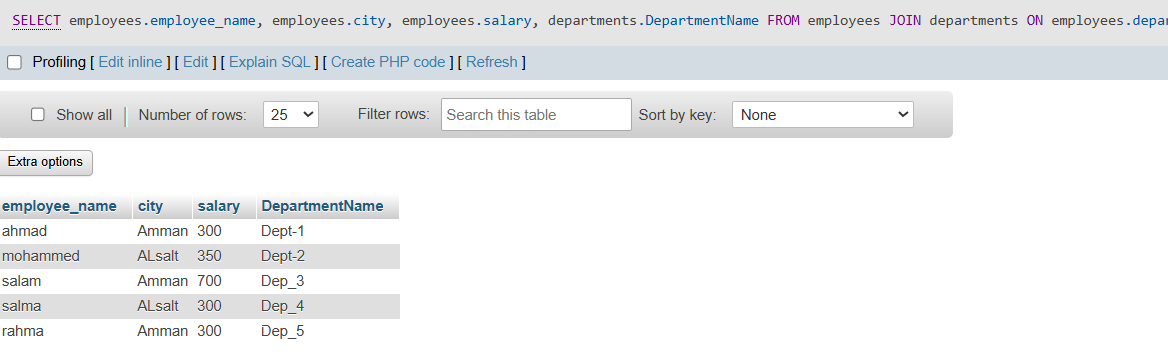 SELECT employees.employee_name, employees.city, employees.salary, departments.DepartmentName FROM employees JOIN departments ON employees.depar
Profiling [ Edit inline ] [ Edit ] [ Explain SQL ] [ Create PHP code ] [ Refresh ]
Show all | Number of rows: 25 Filter rows: Search this table Sort by key: None
Extra options
employee_name city salary DepartmentName
ahmad Amman 300 Dept-1
mohammed ALsalt 350 Dept-2
salam Amman 700 Dep_3
salma ALsalt 300 Dep_4
rahma Amman 300 Dep_5